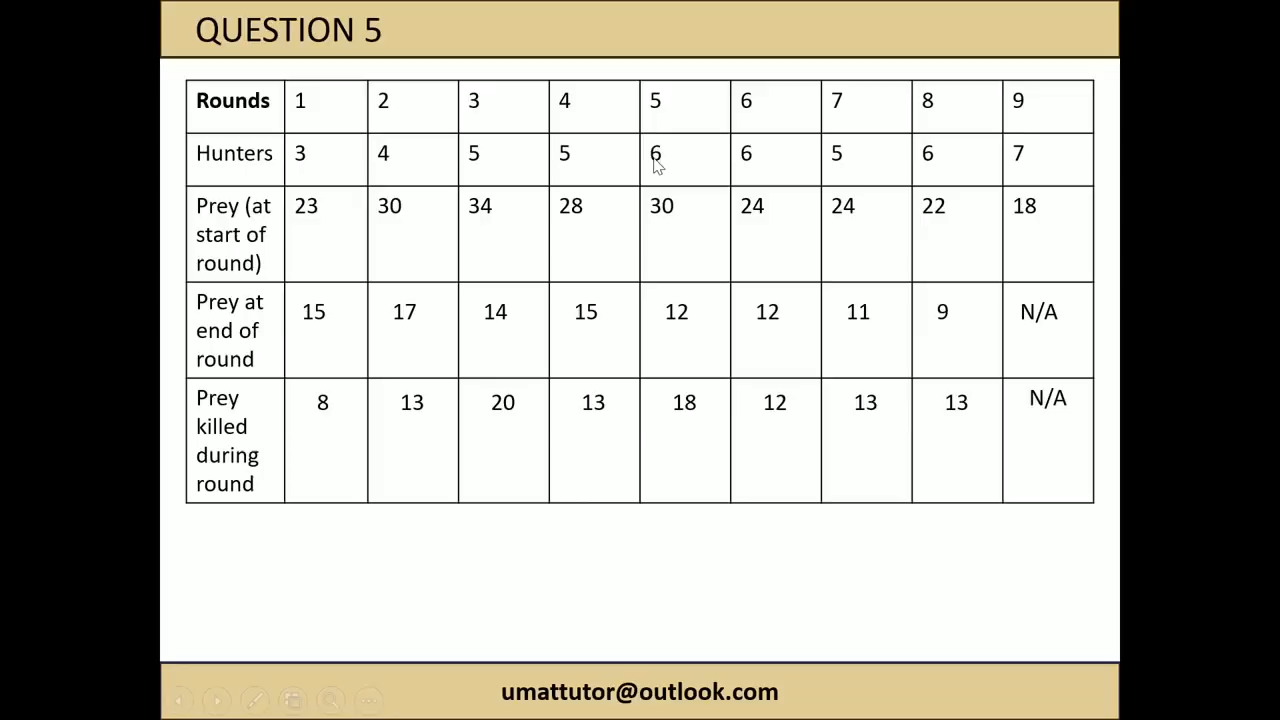 QUESTION 5
Rounds 1 2 3 4 5 6 7 8 9
Hunters 3 4 5 5 6 6 5 6 7
Prey (at
start of
round) 23 30 34 28 30 24 24 22 18
Prey at
end of
round 15 17 14 15 12 12 11 9 N/A
Prey
killed
during
round 8 13 20 13 18 12 13 13 N/A
umattutor@outlook.com